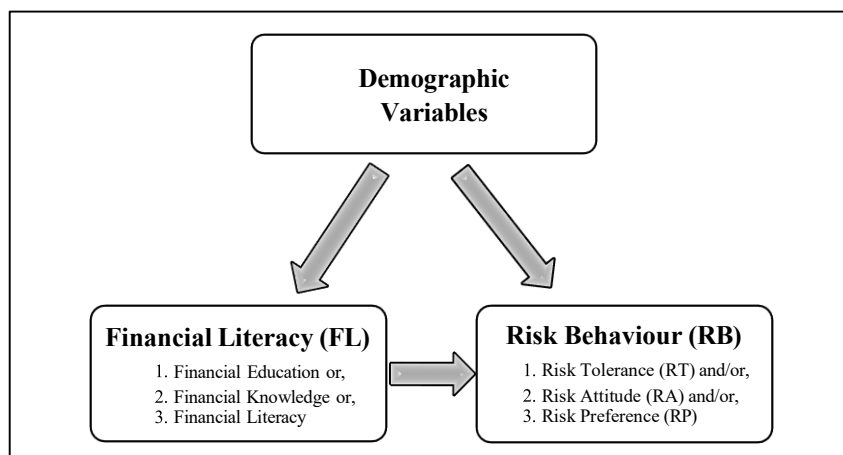 Demographic
Variables
Financial Literacy (FL)
1. Financial Education or,
2. Financial Knowledge or,
3. Financial Literacy
Risk Behaviour (RB)
1. Risk Tolerance (RT) and/or,
2. Risk Attitude (RA) and/or,
3. Risk Preference (RP)